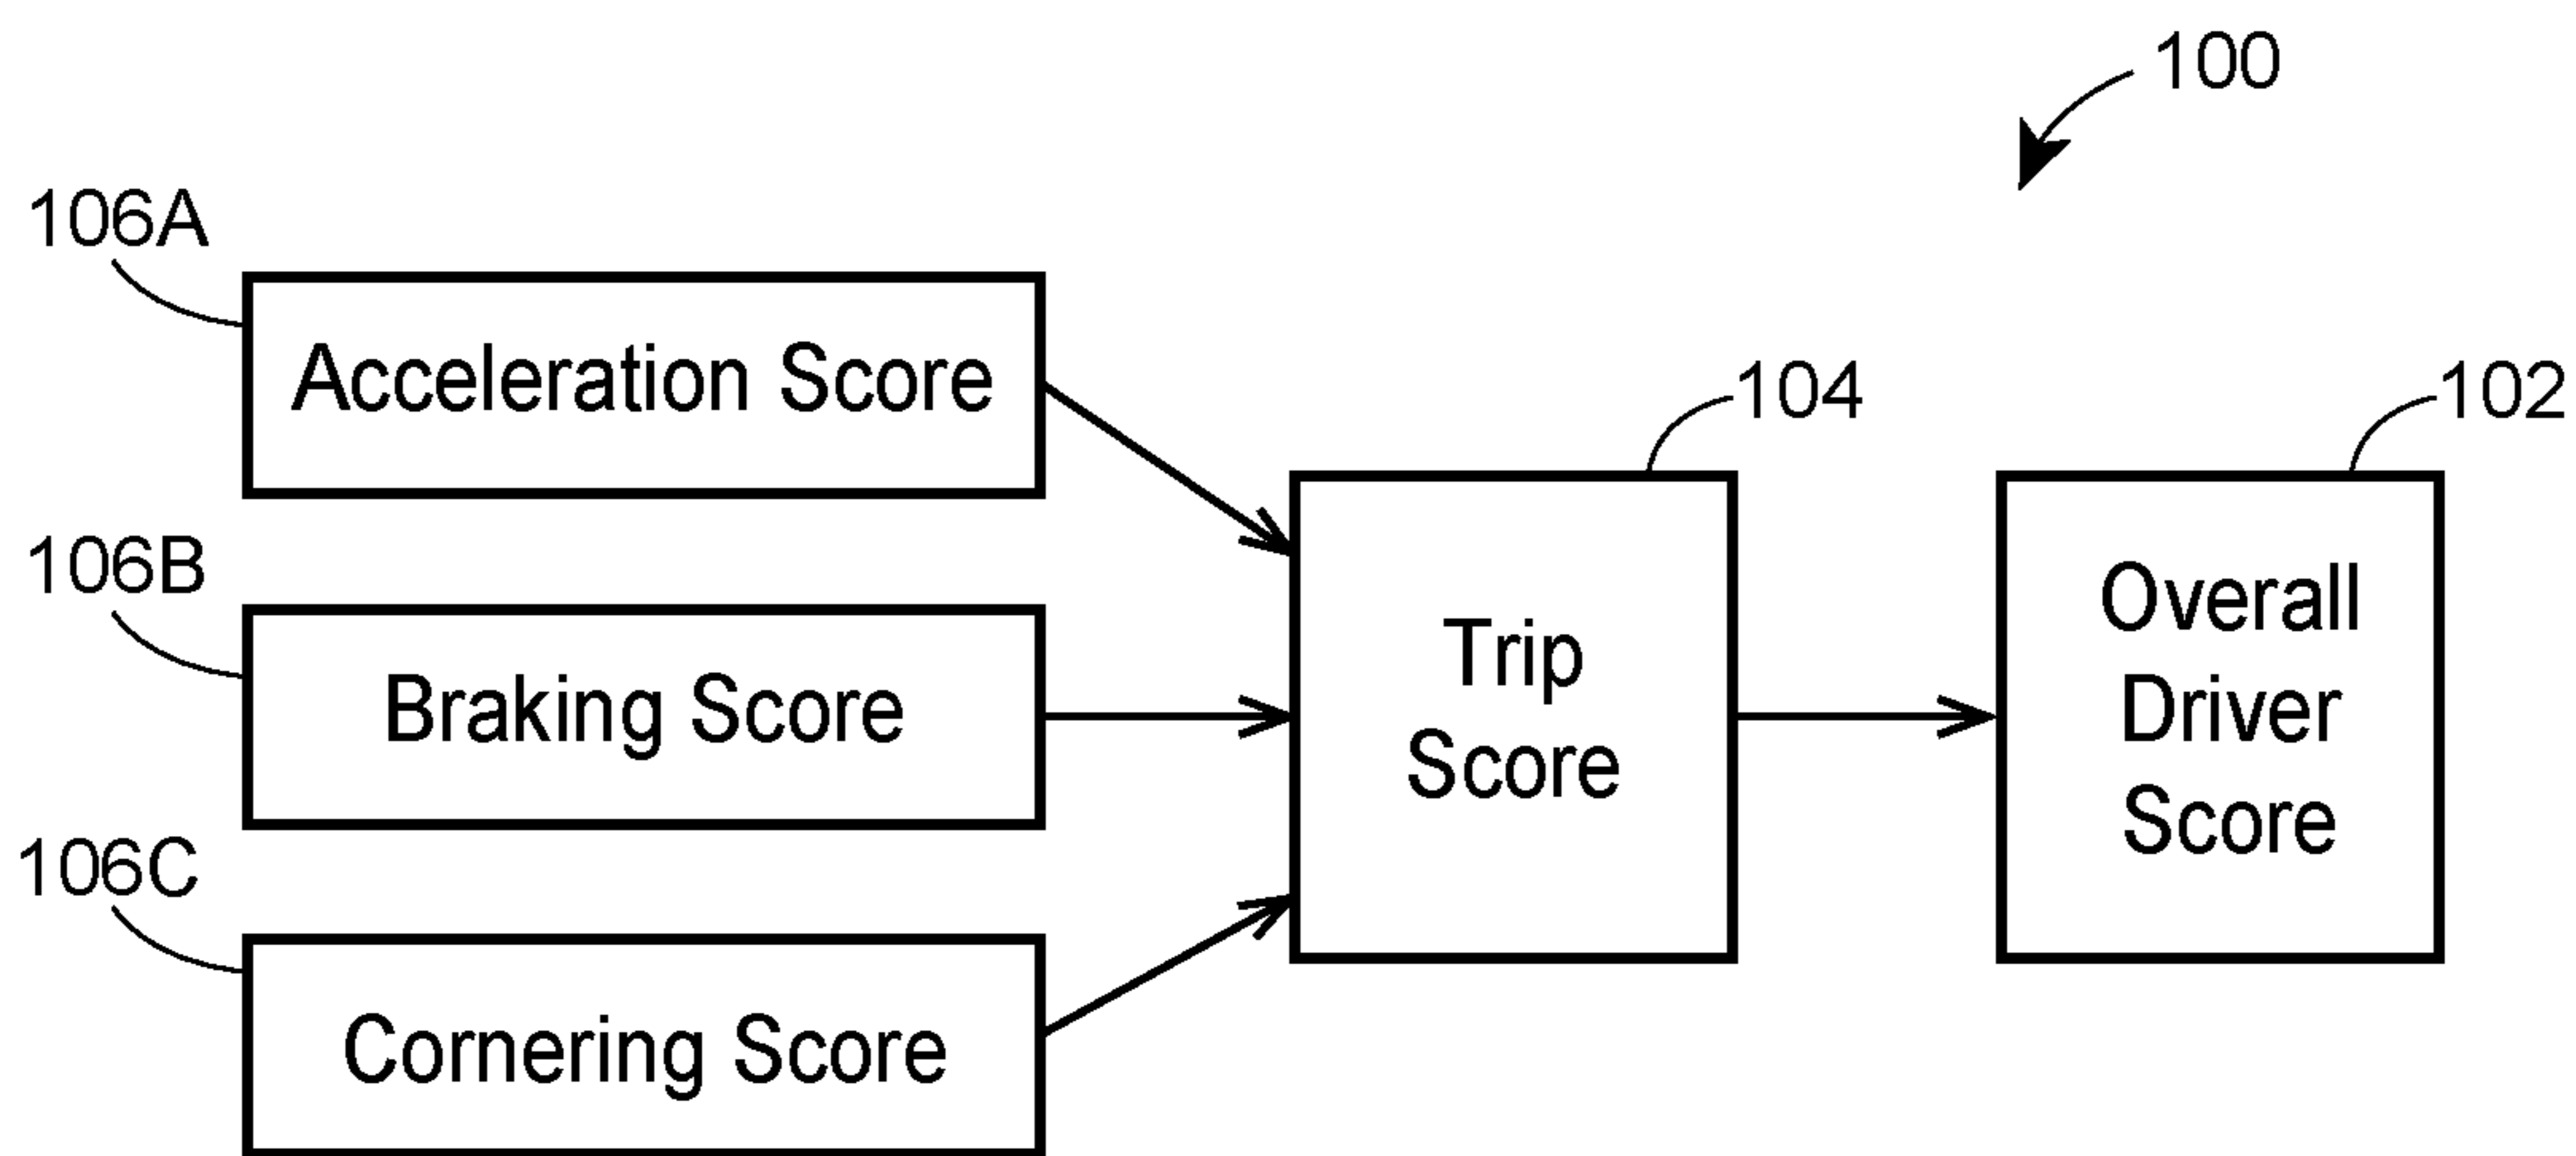 100
106A
Acceleration Score
104
102
106B
Braking Score
Trip
Score
Overall
Driver
Score
106C
Cornering Score